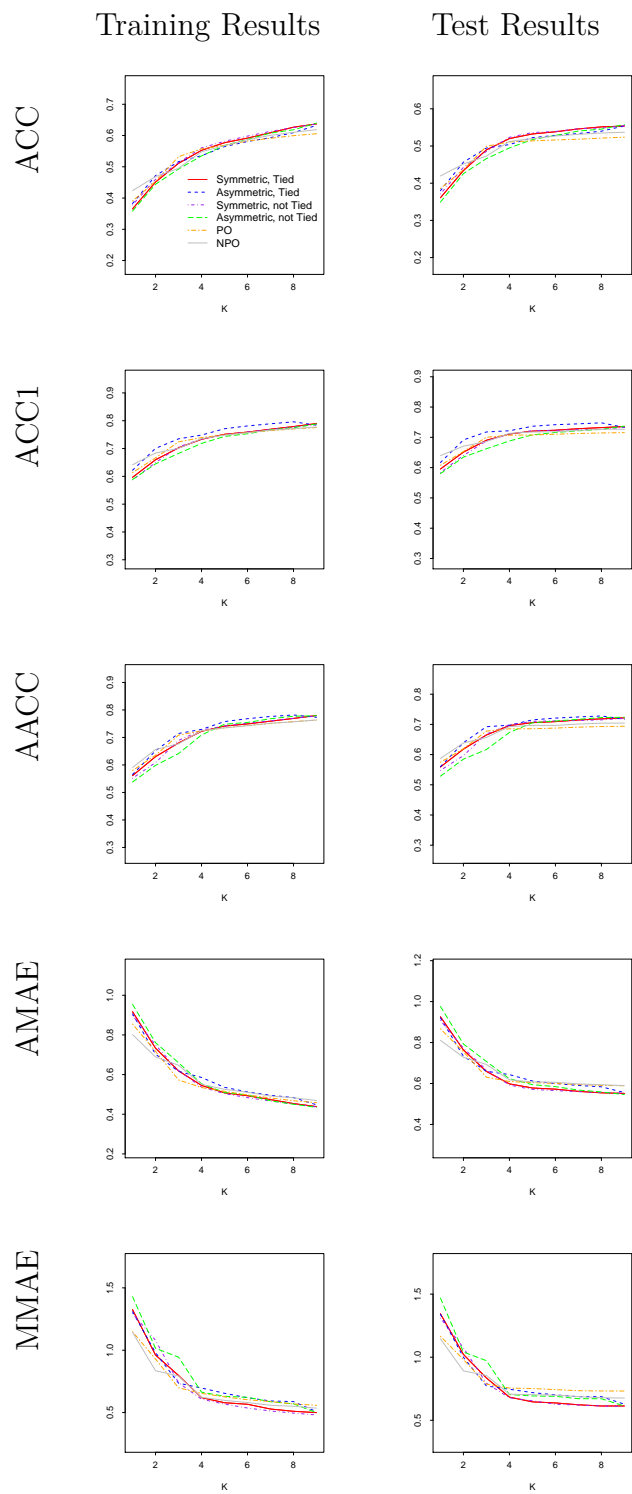 Training Results
Test Results
ACC
0.2 0.3 0.4 0.5 0.6 0.7
Symmetric, Tied
Asymmetric, Tied
Symmetric, not Tied
Asymmetric, not Tied
PO
NPO
2 4 6 8
K
0.2 0.3 0.4 0.5 0.6
2 4 6 8
K
ACC1
0.3 0.4 0.5 0.6 0.7 0.8 0.9
2 4 6 8
K
0.3 0.4 0.5 0.6 0.7 0.8 0.9
2 4 6 8
K
AACC
0.3 0.4 0.5 0.6 0.7 0.8 0.9
2 4 6 8
K
0.3 0.4 0.5 0.6 0.7 0.8
2 4 6 8
K
AMAE
0.2 0.4 0.6 0.8 1.0
2 4 6 8
K
0.4 0.6 0.8 1.0 1.2
2 4 6 8
K
MMAE
0.5 1.0 1.5
2 4 6 8
K
0.5 1.0 1.5
2 4 6 8
K